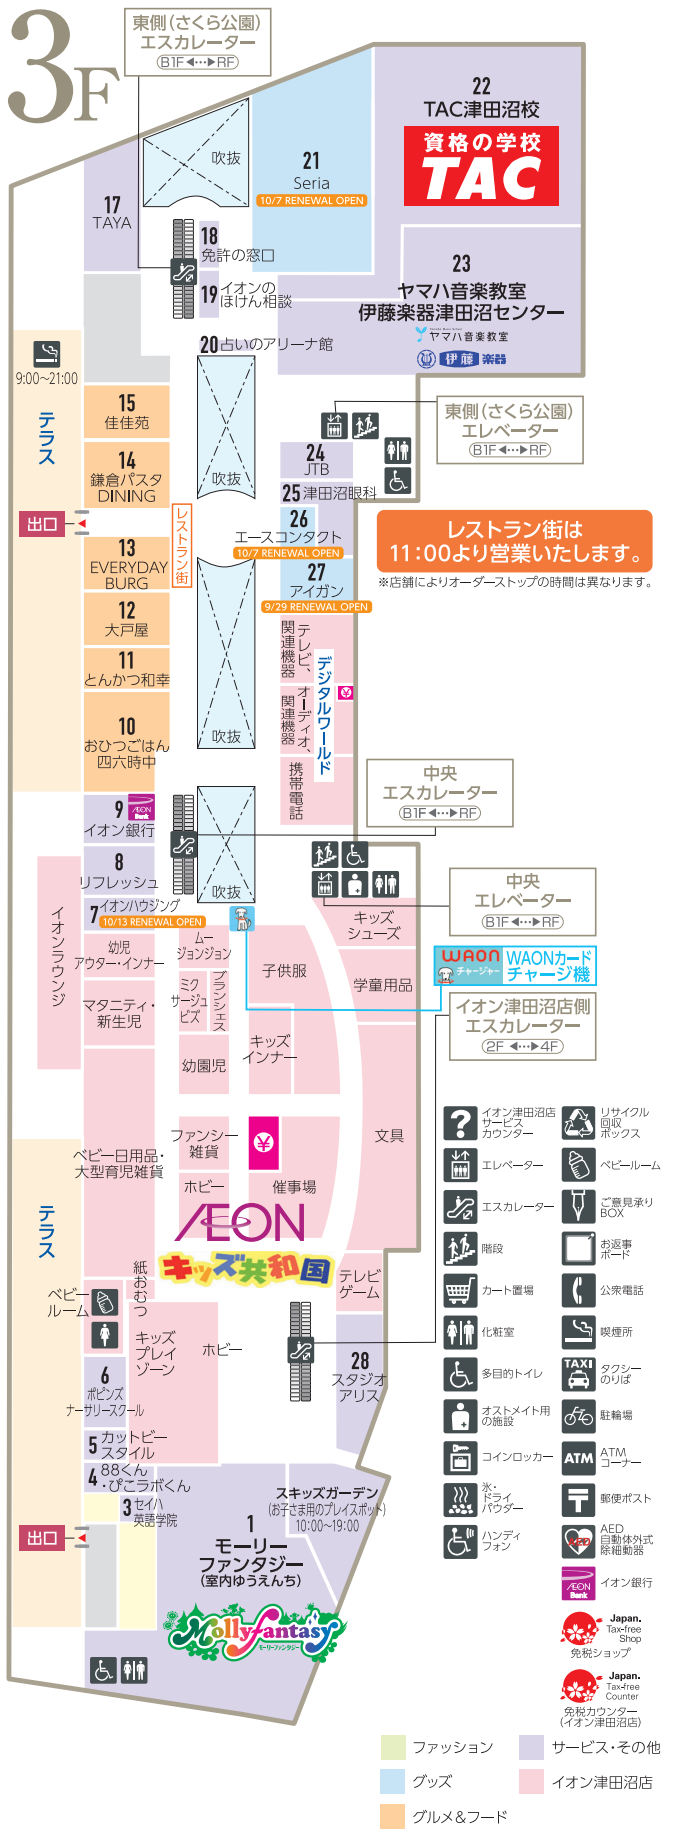 3F
東側(さくら公園)
エスカレーター
B1F◀•••▶RF
吹抜
21
Seria
10/7 RENEWAL OPEN
22
TAC津田沼校
資格の学校
TAC
17
TAYA
18
免許の窓口
19
イオンの
ほけん相談
23
ヤマハ音楽教室
伊藤楽器津田沼センター
ヤマハ音楽教室
伊藤楽器
20 占いのアリーナ館
9:00~21:00
テラス
15
佳佳苑
吹抜
東側(さくら公園)
エレベーター
B1F◀•••▶RF
14
鎌倉パスタ
DINING
24
JTB
25 津田沼眼科
出口
レストラン街
26
エースコンタクト
10/7 RENEWAL OPEN
レストラン街は
11:00より営業いたします。
※店舗によりオーダーストップの時間は異なります。
13
EVERYDAY
BURG
27
アイガン
9/29 RENEWAL OPEN
12
大戸屋
11
とんかつ和幸
テレビ、
関連機器
デジタルワールド
オーディオ、
関連機器
携帯電話
10
おひつごはん
四六時中
吹抜
中央
エスカレーター
B1F◀•••▶RF
9
イオン銀行
AEON
Bank
8
リフレッシュ
吹抜
中央
エレベーター
B1F◀•••▶RF
7 イオンハウジング
10/13 RENEWAL OPEN
イオンラウンジ
キッズ
シューズ
WAON
チャージャー
WAONカード
チャージ機
幼児
アウター・インナー
ムー
ジョンジョン
子供服
学童用品
マタニティ・
新生児
ミク
サージュ
ビズ
ブランシェス
イオン津田沼店側
エスカレーター
2F ◀•••▶4F
幼園児
キッズ
インナー
ベビー日用品・
大型育児雑貨
ファンシー
雑貨
文具
ホビー
催事場
AEON
キッズ共和国
テラス
紙おむつ
テレビ
ゲーム
ベビー
ルーム
キッズ
プレイ
ゾーン
ホビー
6
ポピンズ
ナーサリースクール
28
スタジオ
アリス
5 カットビー
スタイル
4 88くん
・ぴこラボくん
3 セイハ
英語学院
スキッズガーデン
(お子さま用のプレイスポット)
10:00~19:00
1
モーリー
ファンタジー
(室内ゆうえんち)
出口
Mollyfantasy
モーリーファンタジー
イオン津田沼店
サービス
カウンター
リサイクル
回収
ボックス
エレベーター
ベビールーム
エスカレーター
ご意見承り
BOX
階段
お返事
ボード
カート置場
公衆電話
化粧室
喫煙所
多目的トイレ
TAXI
タクシー
のりば
オストメイト用
の施設
駐輪場
コインロッカー
ATM
ATM
コーナー
氷・
ドライ
パウダー
郵便ポスト
ハンディ
フォン
AED
AED
自動体外式
除細動器
AEON
Bank
イオン銀行
Japan.
Tax-free
Shop
免税ショップ
Japan.
Tax-free
Counter
免税カウンター
(イオン津田沼店)
ファッション
サービス・その他
グッズ
イオン津田沼店
グルメ&フード